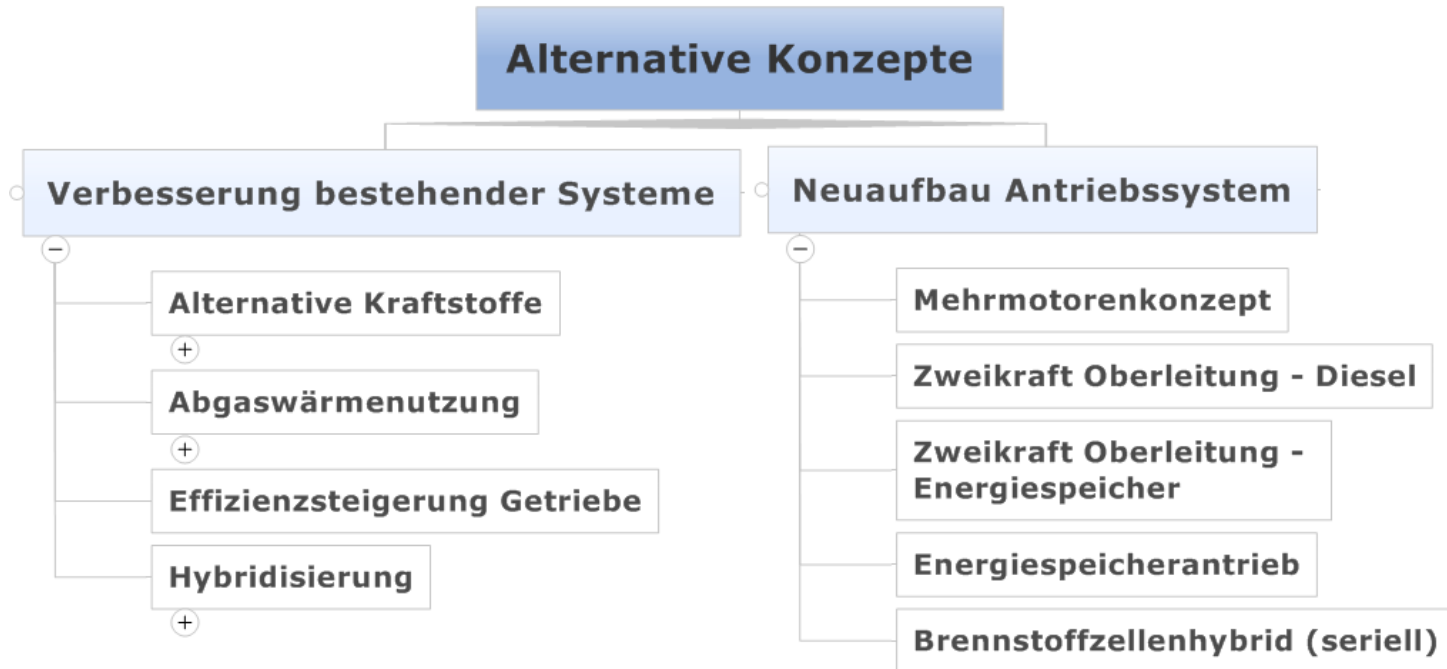 Alternative Konzepte
Verbesserung bestehender Systeme
Alternative Kraftstoffe
Abgaswärmenutzung
Effizienzsteigerung Getriebe
Hybridisierung
Neuaufbau Antriebssystem
Mehrmotorenkonzept
Zweikraft Oberleitung - Diesel
Zweikraft Oberleitung -
Energiespeicher
Energiespeicherantrieb
Brennstoffzellenhybrid (seriell)